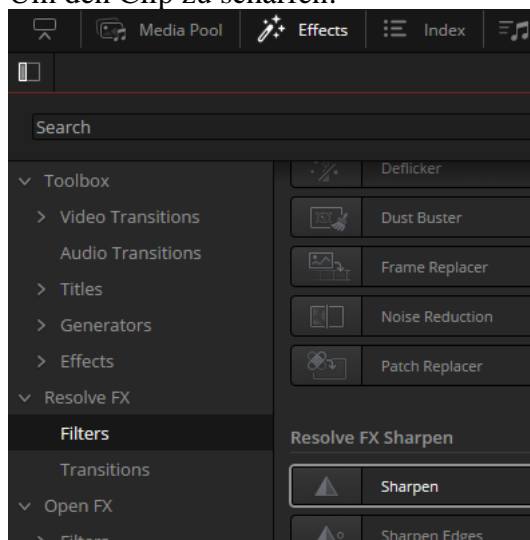 Um den Clip zu schärfen:
Media Pool Effects Index
Search
Toolbox
Video Transitions
Audio Transitions
Titles
Generators
Effects
Resolve FX
Filters
Transitions
Open FX
Filters
Deflicker
Dust Buster
Frame Replacer
Noise Reduction
Patch Replacer
Resolve FX Sharpen
Sharpen
Sharpen Edges